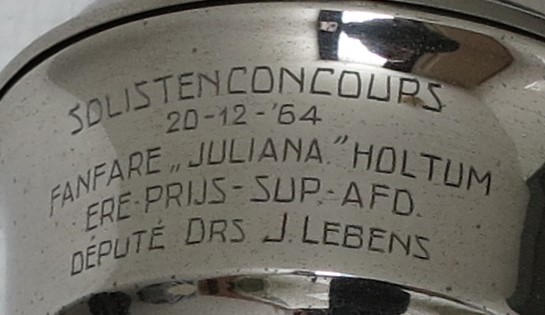 SOLISTENCONCOURS
20-12-'64
FANFARE „JULIANA." HOLTUM
ERE-PRIJS-SUP.-AFD.
DÉPUTÉ DRS J. LEBENS